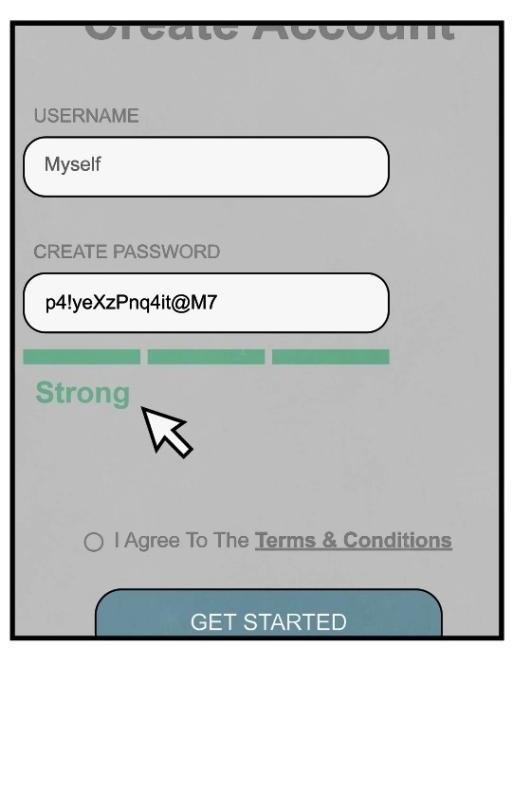 Create Account
USERNAME
Myself
CREATE PASSWORD
p4!yeXzPnq4it@M7
Strong
I Agree To The Terms & Conditions
GET STARTED